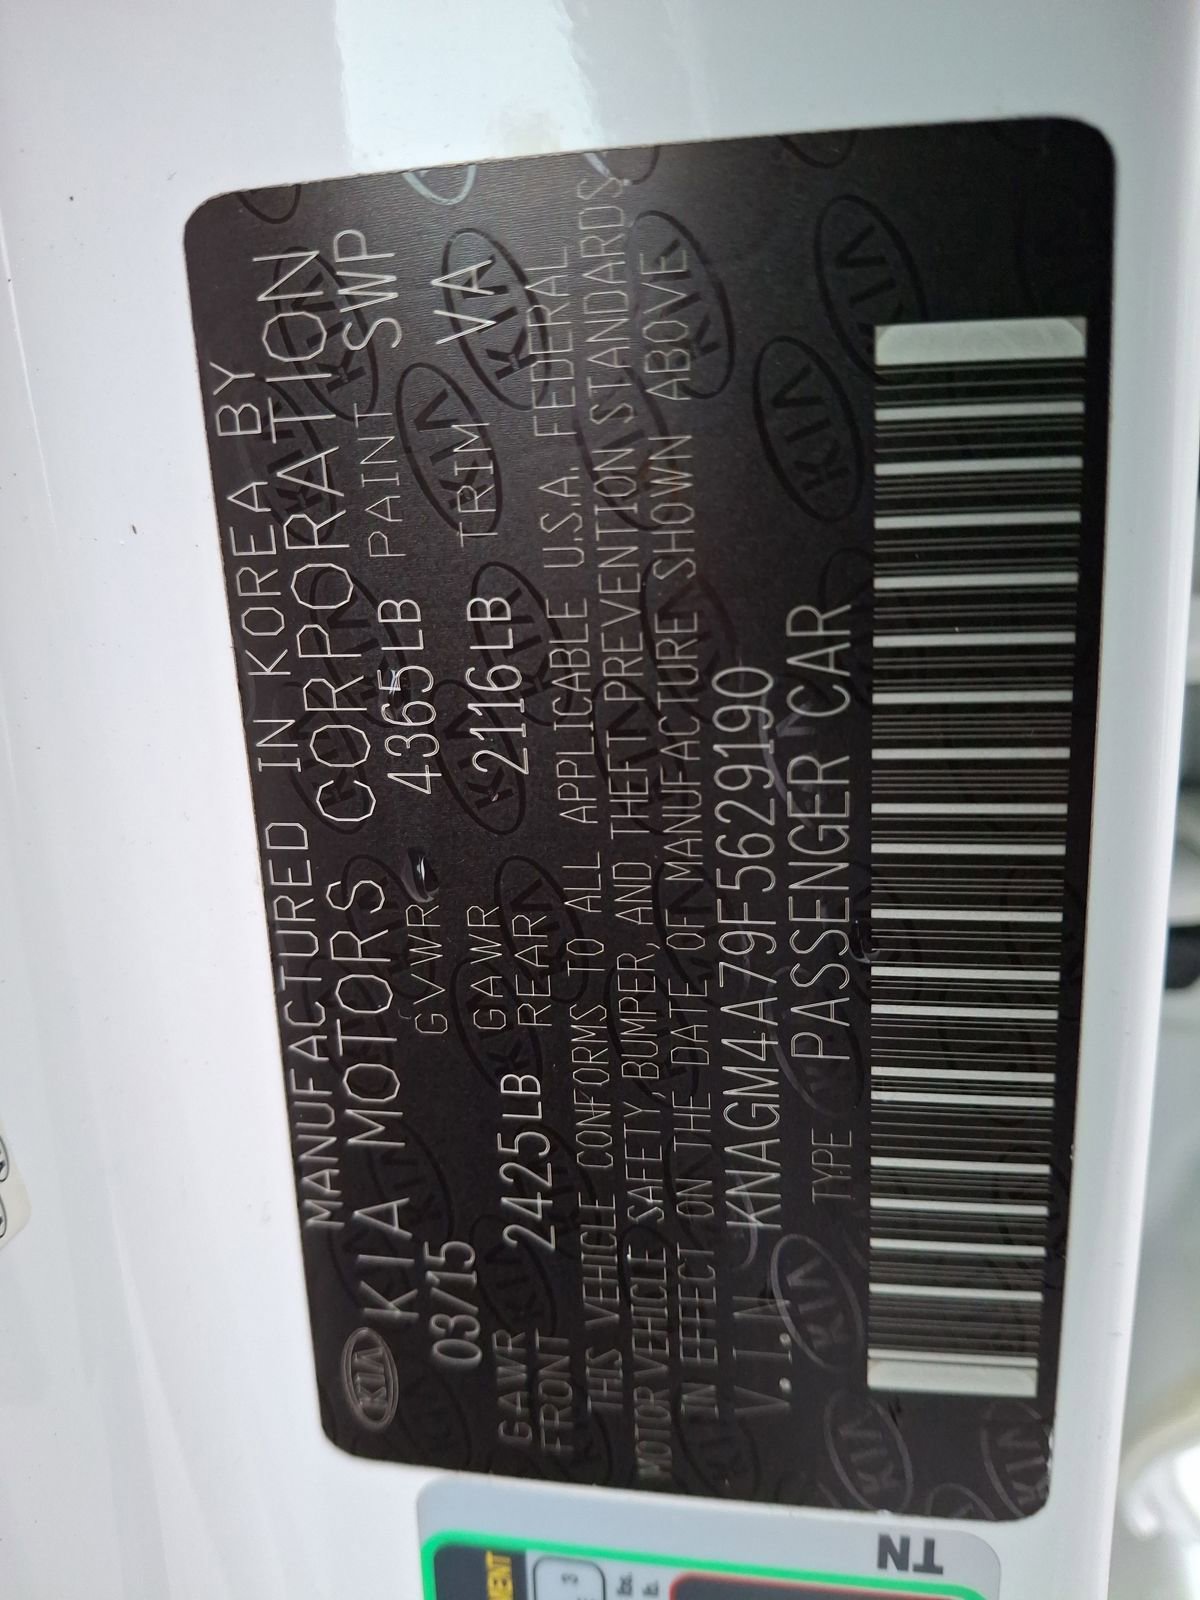 MANUFACTURED IN KOREA BY
KIA KIA MOTORS CORPORATION
03/15 GVWR 4365LB PAINT SWP
GAWR FRONT 2425LB GAWR REAR 2116LB TRIM VA
THIS VEHICLE CONFORMS TO ALL APPLICABLE U.S.A. FEDERAL
MOTOR VEHICLE SAFETY, BUMPER, AND THEFT PREVENTION STANDARDS
IN EFFECT ON THE DATE OF MANUFACTURE SHOWN ABOVE
V.I.N KNAGM4A79F5629190
TYPE PASSENGER CAR
TN